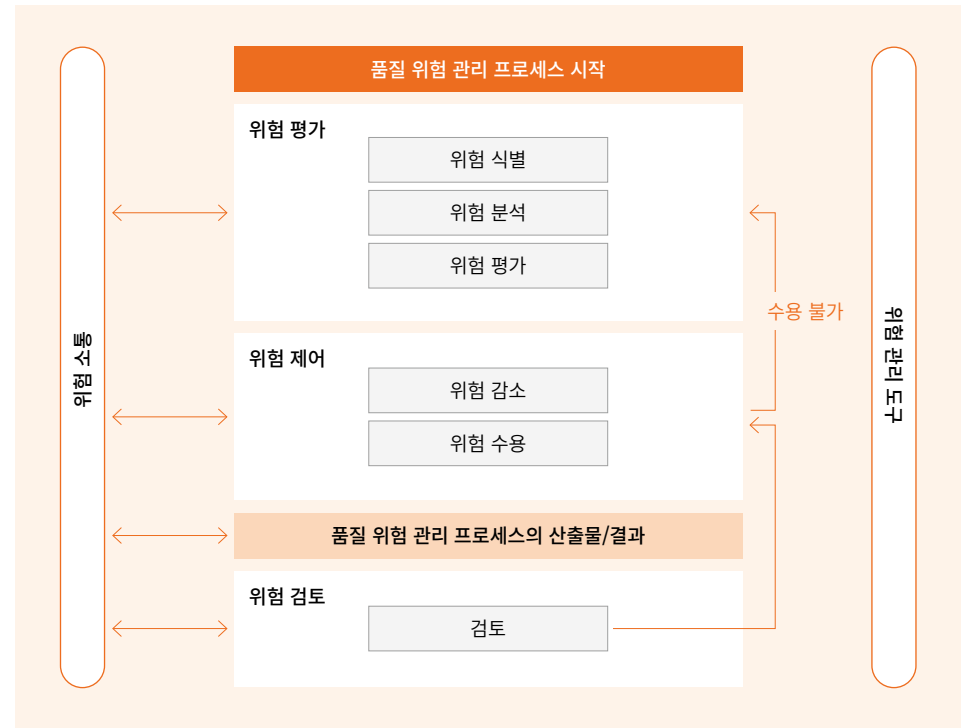 품질 위험 관리 프로세스 시작
위험 소통
위험 평가
위험 식별
위험 분석
위험 평가
수용 불가
위험 관리 도구
위험 제어
위험 감소
위험 수용
품질 위험 관리 프로세스의 산출물/결과
위험 검토
검토